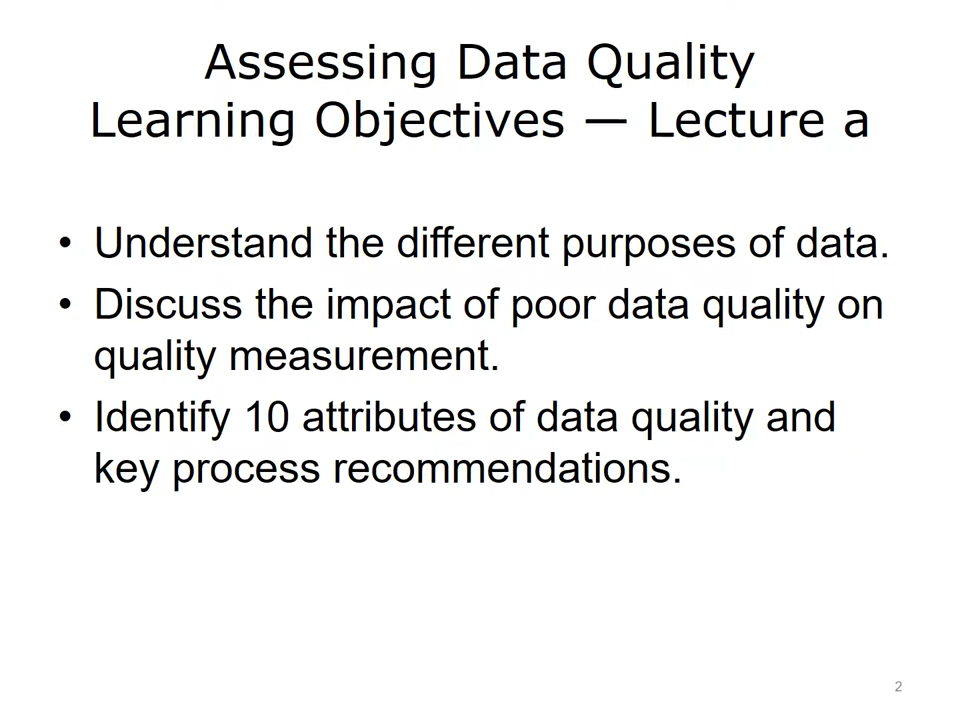 Assessing Data Quality
Learning Objectives — Lecture a
• Understand the different purposes of data.
• Discuss the impact of poor data quality on
quality measurement.
• Identify 10 attributes of data quality and
key process recommendations.
2